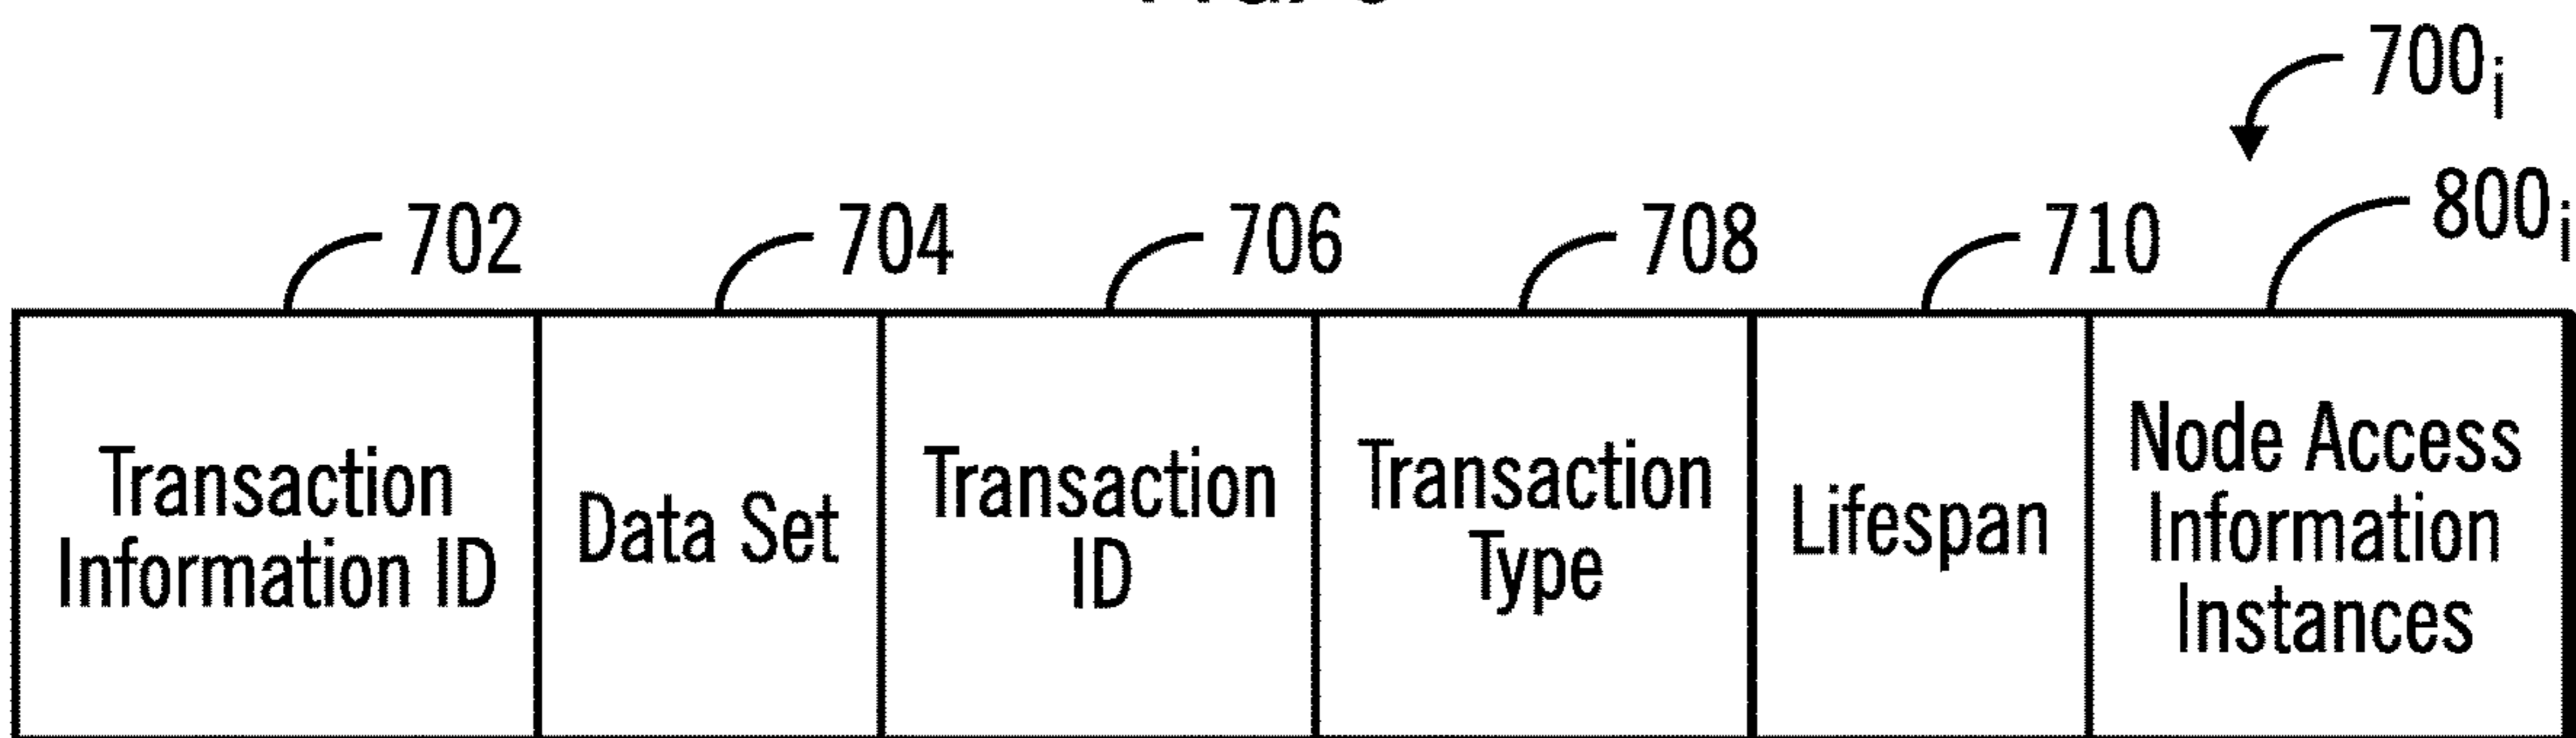 700i
702 704 706 708 710 800i
Transaction
Information ID
Data Set
Transaction
ID
Transaction
Type
Lifespan
Node Access
Information
Instances